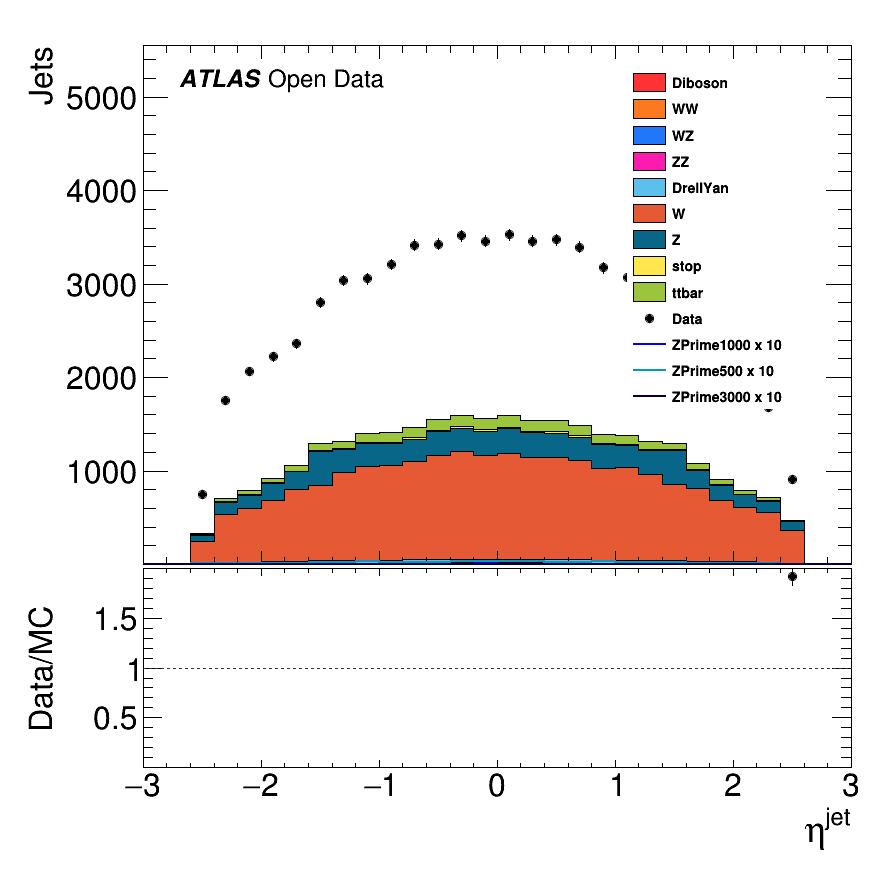 Jets
ATLAS Open Data
5000
4000
3000
2000
1000
Diboson
WW
WZ
ZZ
DrellYan
W
Z
stop
ttbar
Data
ZPrime1000 x 10
ZPrime500 x 10
ZPrime3000 x 10
Data/MC
1.5
1
0.5
−3 −2 −1 0 1 2 3
η^jet